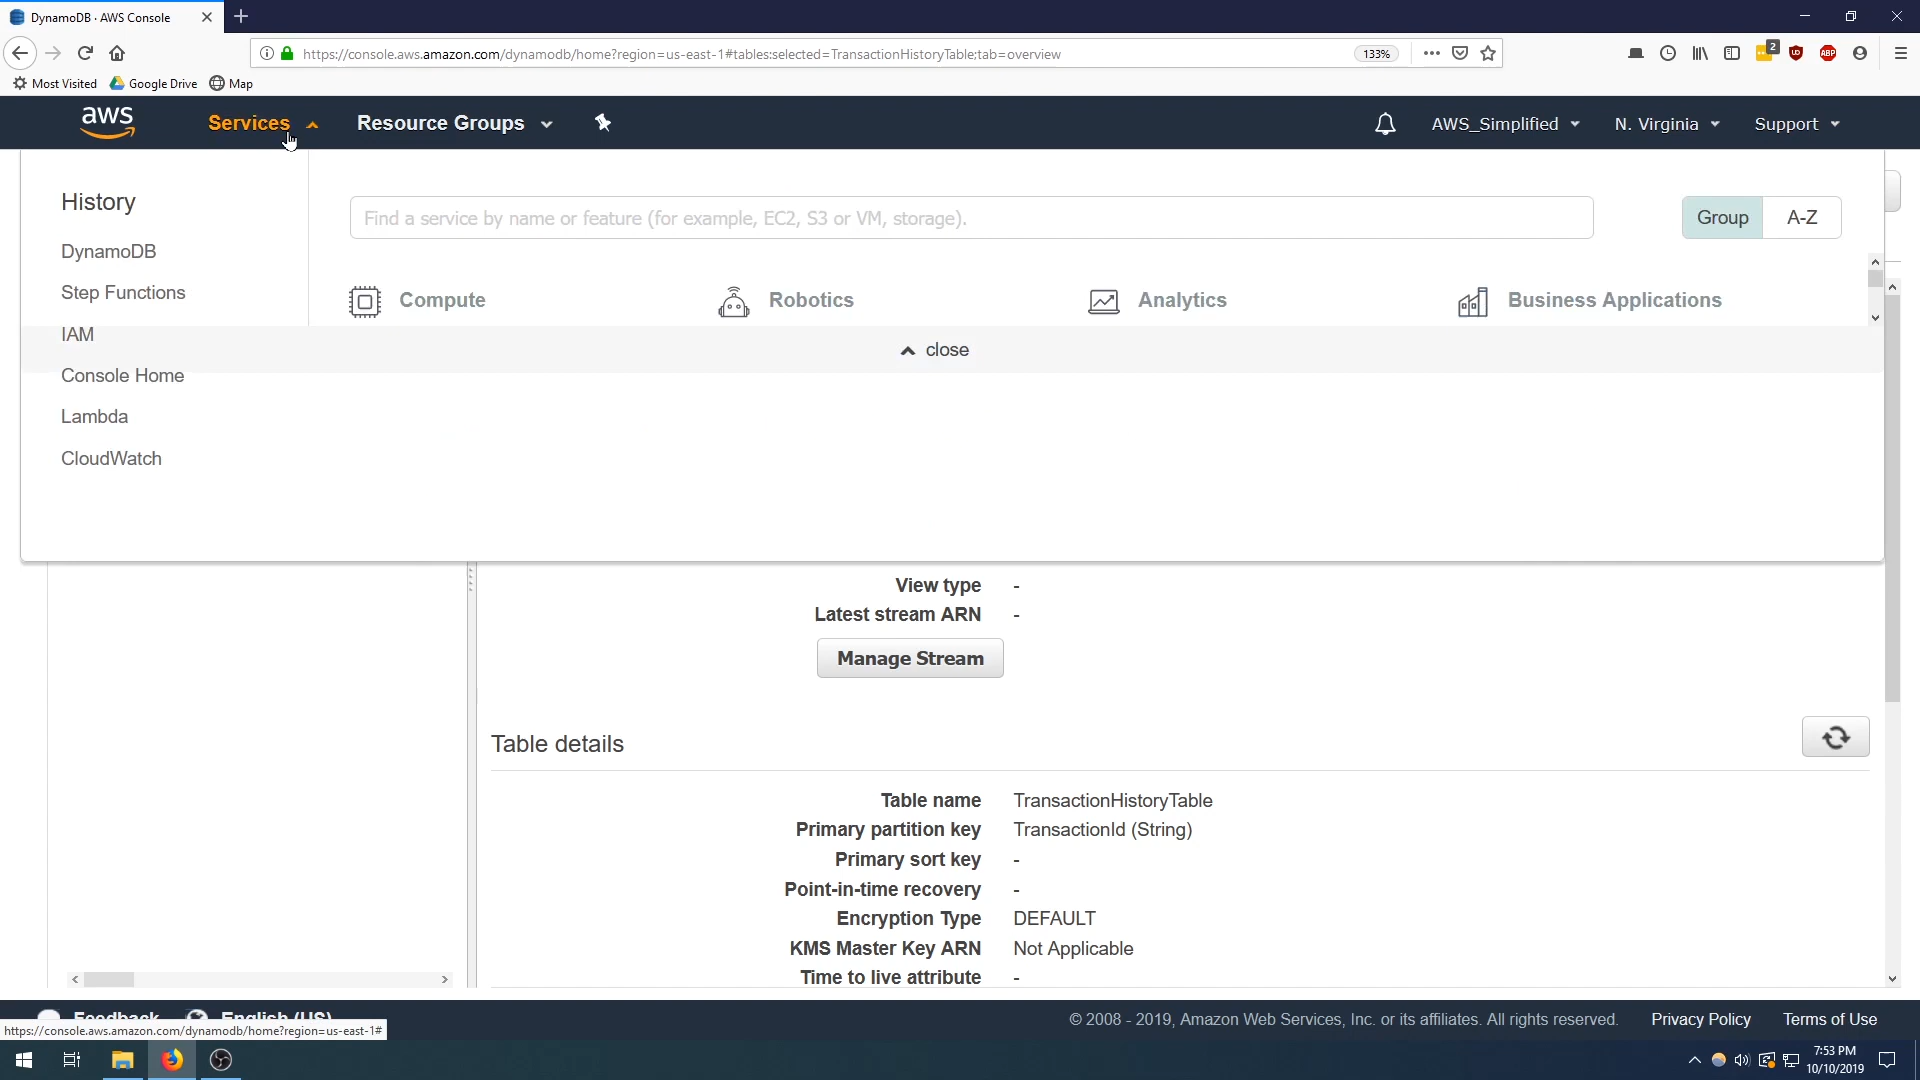 DynamoDB · AWS Console
https://console.aws.amazon.com/dynamodb/home?region=us-east-1#tables:selected=TransactionHistoryTable;tab=overview
133%
2
ABP
Most Visited
Google Drive
Map
aws
Services
Resource Groups
AWS_Simplified
N. Virginia
Support
History
Find a service by name or feature (for example, EC2, S3 or VM, storage).
Group
A-Z
DynamoDB
Step Functions
Compute
Robotics
Analytics
Business Applications
IAM
close
Console Home
Lambda
CloudWatch
View type -
Latest stream ARN -
Manage Stream
Table details
Table name TransactionHistoryTable
Primary partition key TransactionId (String)
Primary sort key -
Point-in-time recovery -
Encryption Type DEFAULT
KMS Master Key ARN Not Applicable
Time to live attribute -
Feedback
English (US)
© 2008 - 2019, Amazon Web Services, Inc. or its affiliates. All rights reserved.
Privacy Policy
Terms of Use
https://console.aws.amazon.com/dynamodb/home?region=us-east-1#
7:53 PM
10/10/2019